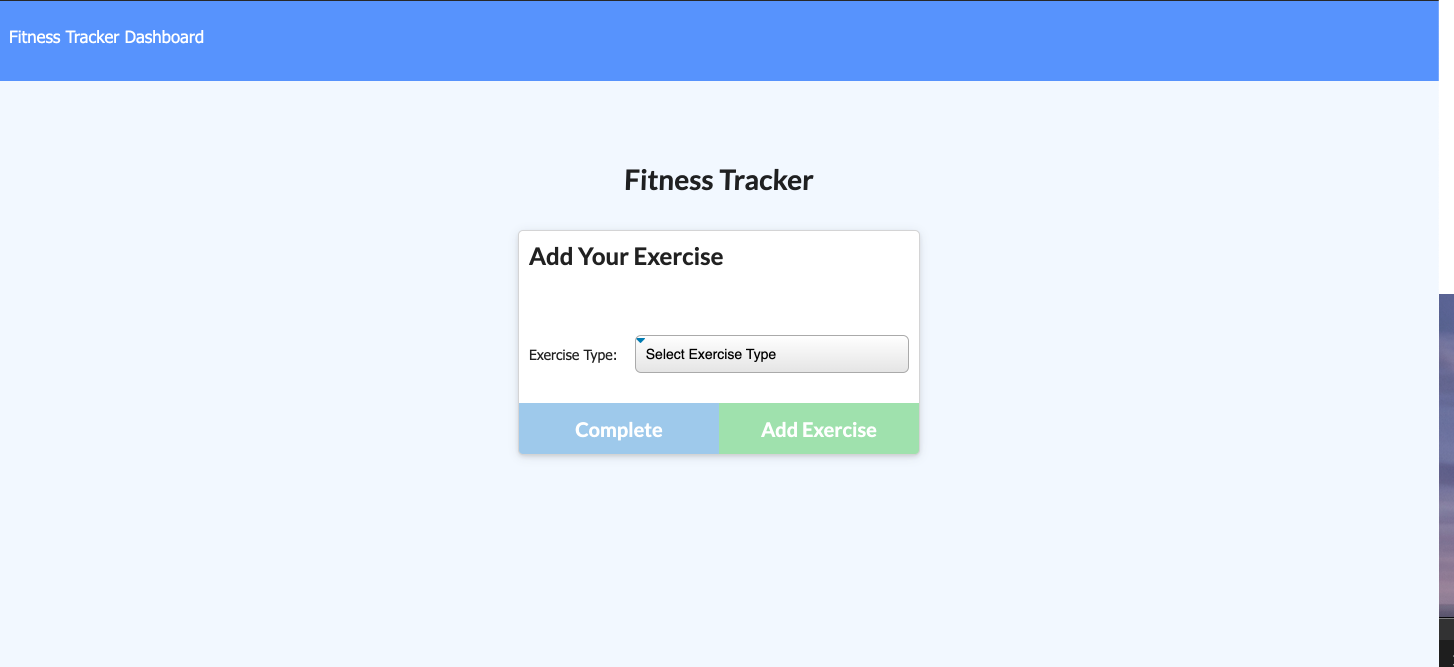 Fitness Tracker Dashboard
Fitness Tracker
Add Your Exercise
Exercise Type: Select Exercise Type
Complete Add Exercise